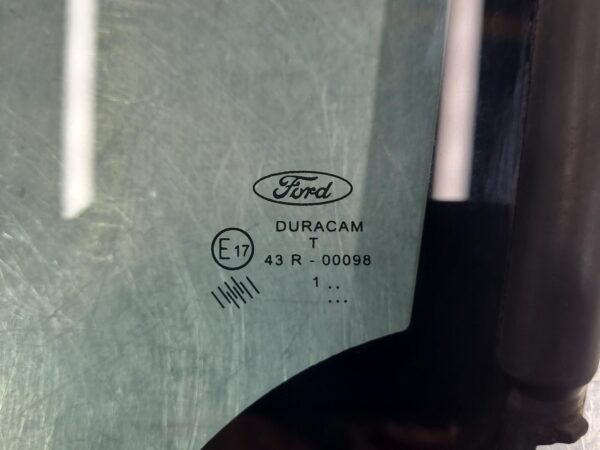 Ford
DURACAM
T
E17
43 R - 00098
1 ..
...